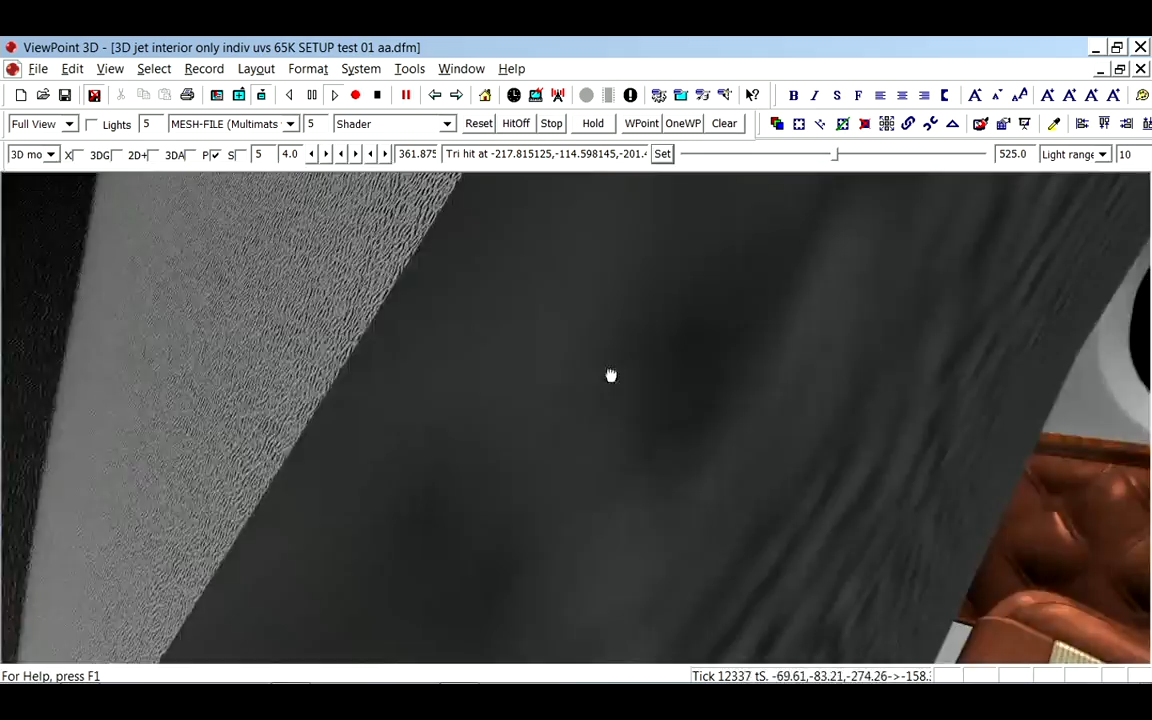 ViewPoint 3D - [3D jet interior only indiv uvs 65K SETUP test 01 aa.dfm]
File Edit View Select Record Layout Format System Tools Window Help
B I S F
Full View Lights 5 MESH-FILE (Multimats 5 Shader Reset HitOff Stop Hold WPoint OneWP Clear
3D mo X 3DG 2D+ 3DA P S 5 4.0 361.875 Tri hit at -217.815125,-114.598145,-201. Set 525.0 Light range 10
For Help, press F1
Tick 12337 tS. -69.61,-83.21,-274.26->-158.